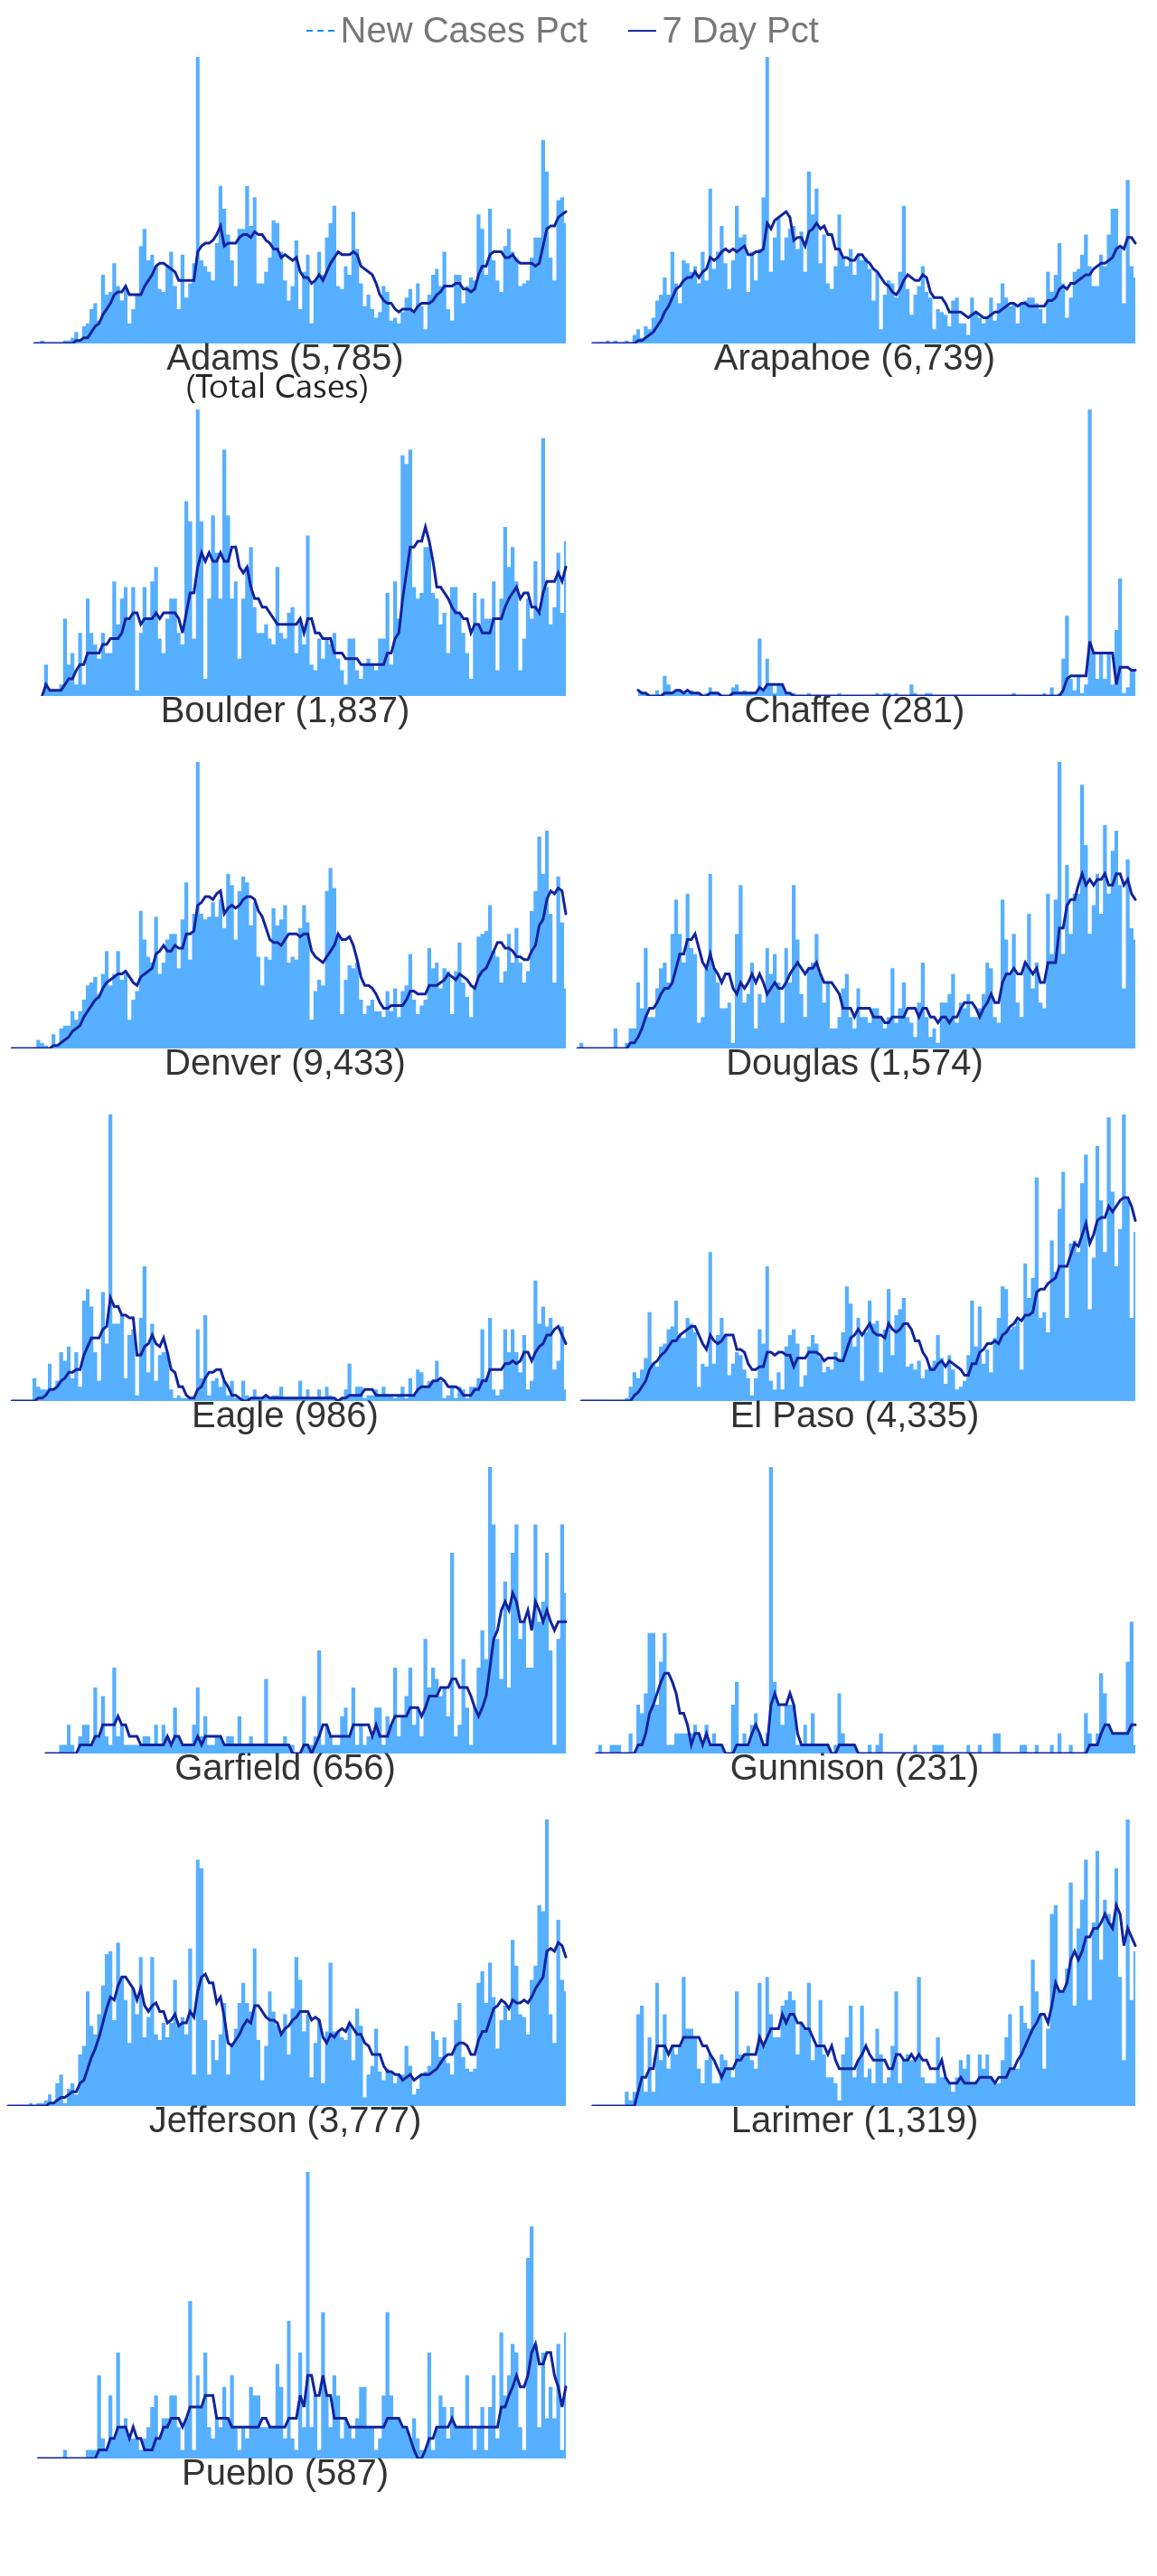 New Cases Pct 7 Day Pct
Adams (5,785) Arapahoe (6,739)
(Total Cases)
Boulder (1,837) Chaffee (281)
Denver (9,433) Douglas (1,574)
Eagle (986) El Paso (4,335)
Garfield (656) Gunnison (231)
Jefferson (3,777) Larimer (1,319)
Pueblo (587)